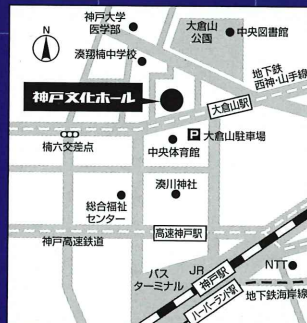 神戸大学
医学部
大倉山
公園
中央図書館
N
湊翔楠中学校
地下鉄
西神・山手線
神戸文化ホール
大倉山駅
P 大倉山駐車場
楠六交差点
中央体育館
湊川神社
総合福祉
センター
神戸高速鉄道
高速神戸駅
バス
ターミナル
JR
神戸駅
NTT
ハーバーランド駅
地下鉄海岸線